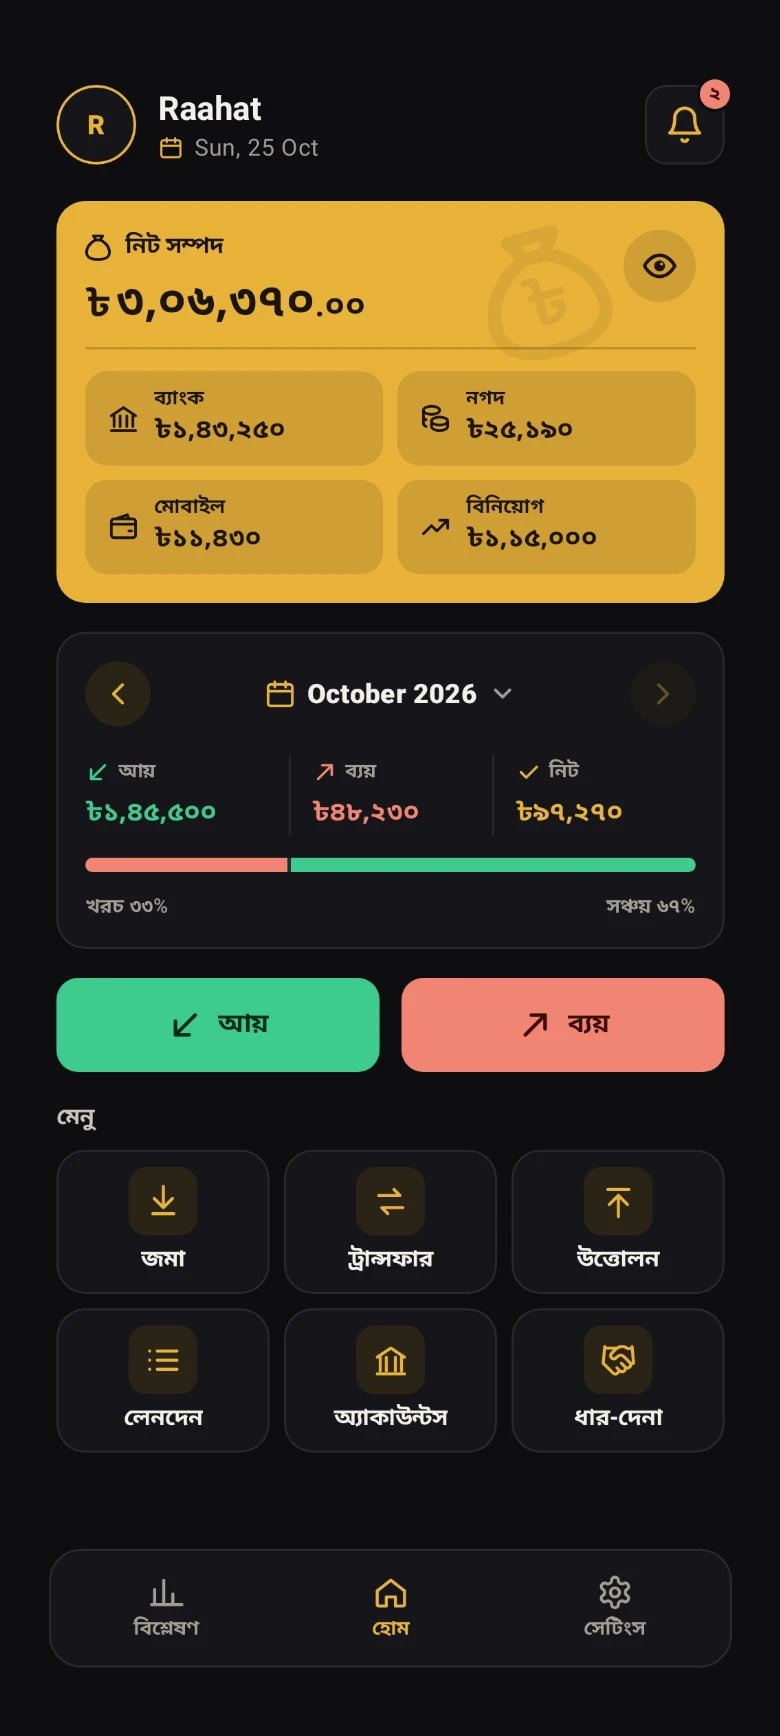 R
Raahat
Sun, 25 Oct
২
নিট সম্পদ
৳৩,০৬,৩৭০.০০
৳
ব্যাংক
৳১,৪৩,২৫০
নগদ
৳২৫,১৯০
মোবাইল
৳১১,৪৩০
বিনিয়োগ
৳১,১৫,০০০
October 2026
আয়
৳১,৪৫,৫০০
ব্যয়
৳৪৮,২৩০
নিট
৳৯৭,২৭০
খরচ ৩৩%
সঞ্চয় ৬৭%
আয়
ব্যয়
মেনু
জমা
ট্রান্সফার
উত্তোলন
লেনদেন
অ্যাকাউন্টস
ধার-দেনা
বিশ্লেষণ
হোম
সেটিংস